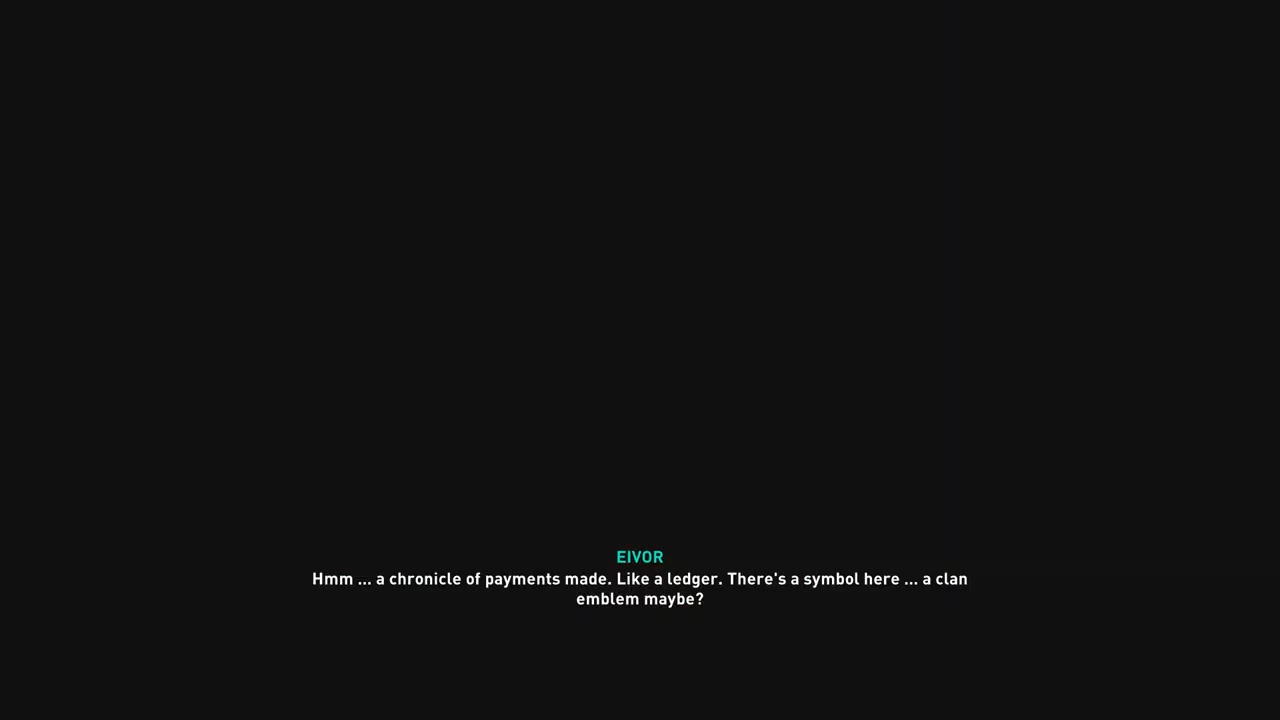 EIVOR
Hmm ... a chronicle of payments made. Like a ledger. There's a symbol here ... a clan
emblem maybe?